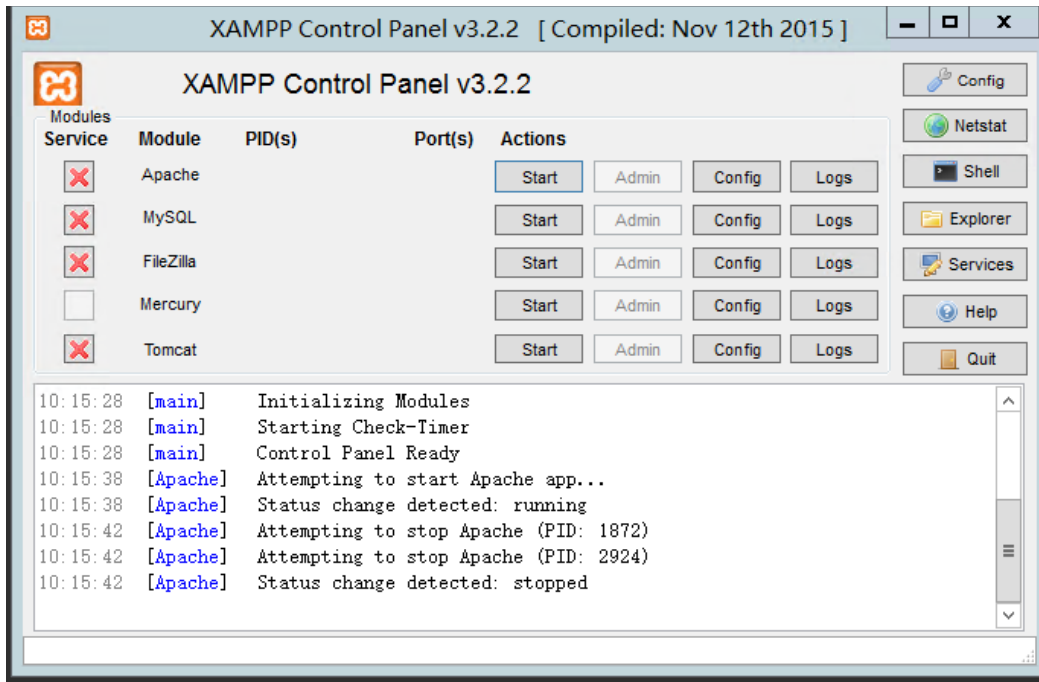 XAMPP Control Panel v3.2.2 [ Compiled: Nov 12th 2015 ]
XAMPP Control Panel v3.2.2
Config
Modules
Netstat
Service Module PID(s) Port(s) Actions
Apache Start Admin Config Logs
Shell
MySQL Start Admin Config Logs
Explorer
FileZilla Start Admin Config Logs
Services
Mercury Start Admin Config Logs
Help
Tomcat Start Admin Config Logs
Quit
10:15:28 [main] Initializing Modules
10:15:28 [main] Starting Check-Timer
10:15:28 [main] Control Panel Ready
10:15:38 [Apache] Attempting to start Apache app...
10:15:38 [Apache] Status change detected: running
10:15:42 [Apache] Attempting to stop Apache (PID: 1872)
10:15:42 [Apache] Attempting to stop Apache (PID: 2924)
10:15:42 [Apache] Status change detected: stopped